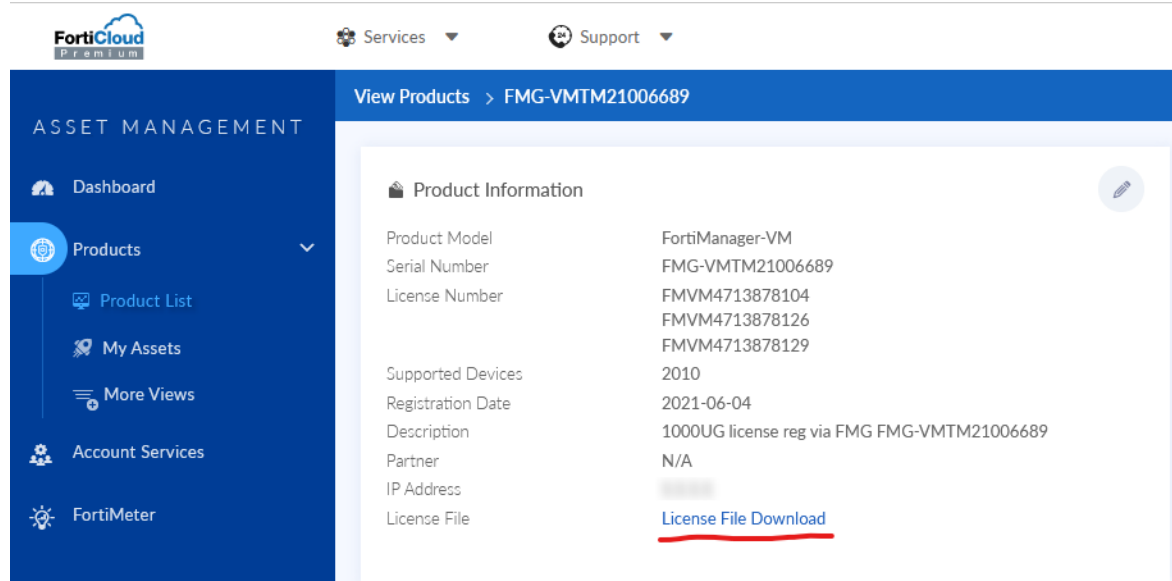 FortiCloud
Premium
Services
24
Support
ASSET MANAGEMENT
Dashboard
Products
Product List
My Assets
More Views
Account Services
FortiMeter
View Products > FMG-VMTM21006689
Product Information
Product Model FortiManager-VM
Serial Number FMG-VMTM21006689
License Number FMVM4713878104
FMVM4713878126
FMVM4713878129
Supported Devices 2010
Registration Date 2021-06-04
Description 1000UG license reg via FMG FMG-VMTM21006689
Partner N/A
IP Address
License File License File Download